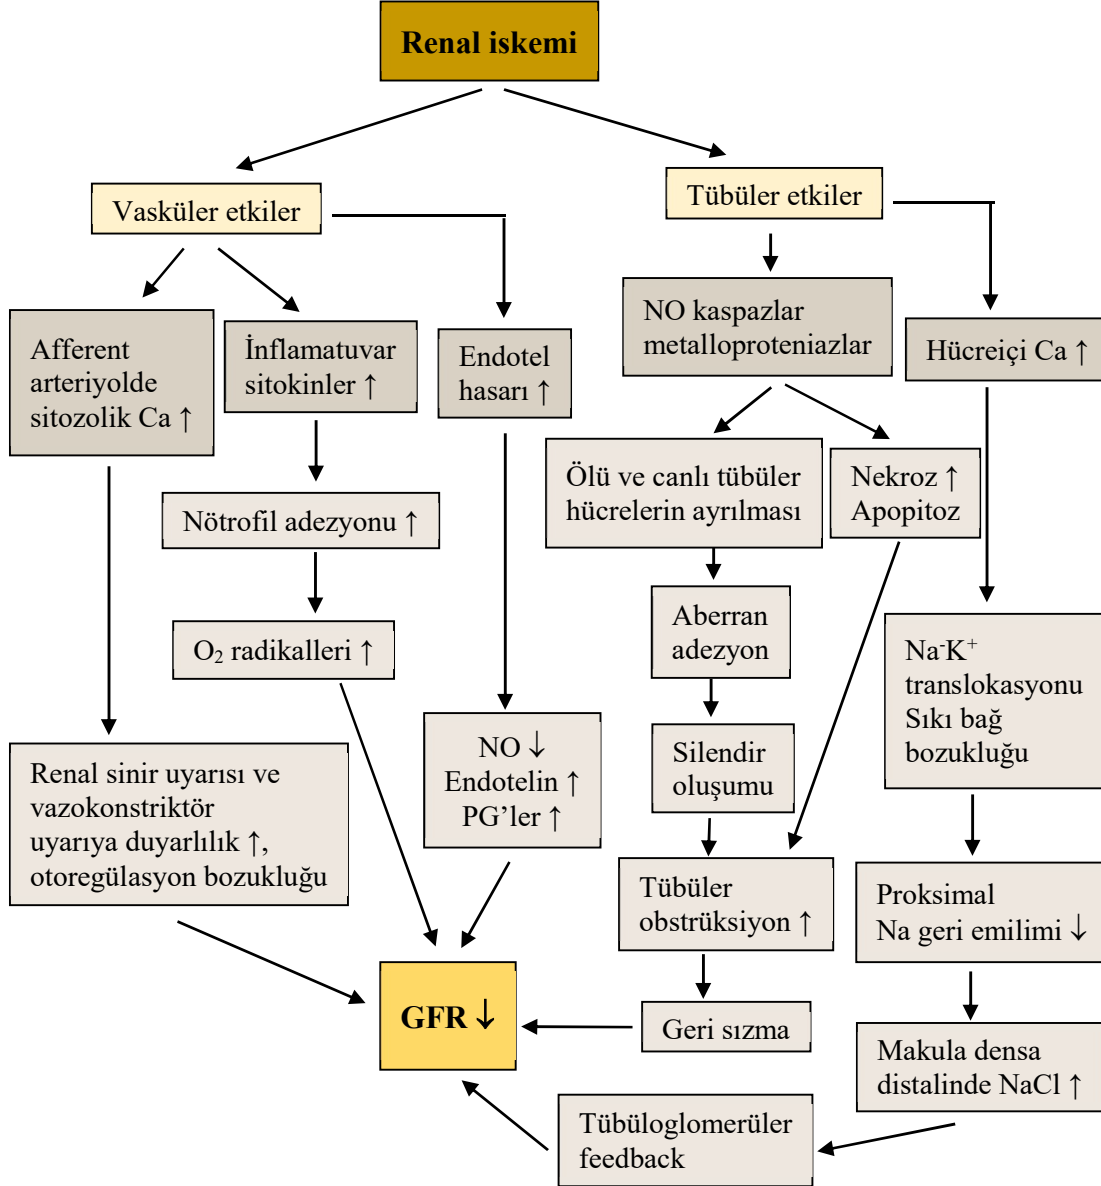 Renal iskemi
Vasküler etkiler
Tübüler etkiler
Afferent
arteriyolde
sitozolik Ca ↑
İnflamatuvar
sitokinler ↑
Endotel
hasarı ↑
NO kaspazlar
metalloproteniazlar
Hücreiçi Ca ↑
Nötrofil adezyonu ↑
Ölü ve canlı tübüler
hücrelerin ayrılması
Nekroz ↑
Apopitoz
O₂ radikalleri ↑
Aberran
adezyon
Na⁻K⁺
translokasyonu
Sıkı bağ
bozukluğu
Renal sinir uyarısı ve
vazokonstriktör
uyarıya duyarlılık ↑,
otoregülasyon bozukluğu
NO ↓
Endotelin ↑
PG’ler ↑
Silendir
oluşumu
Tübüler
obstrüksiyon ↑
Proksimal
Na geri emilimi ↓
GFR ↓
Geri sızma
Makula densa
distalinde NaCl ↑
Tübüloglomerüler
feedback